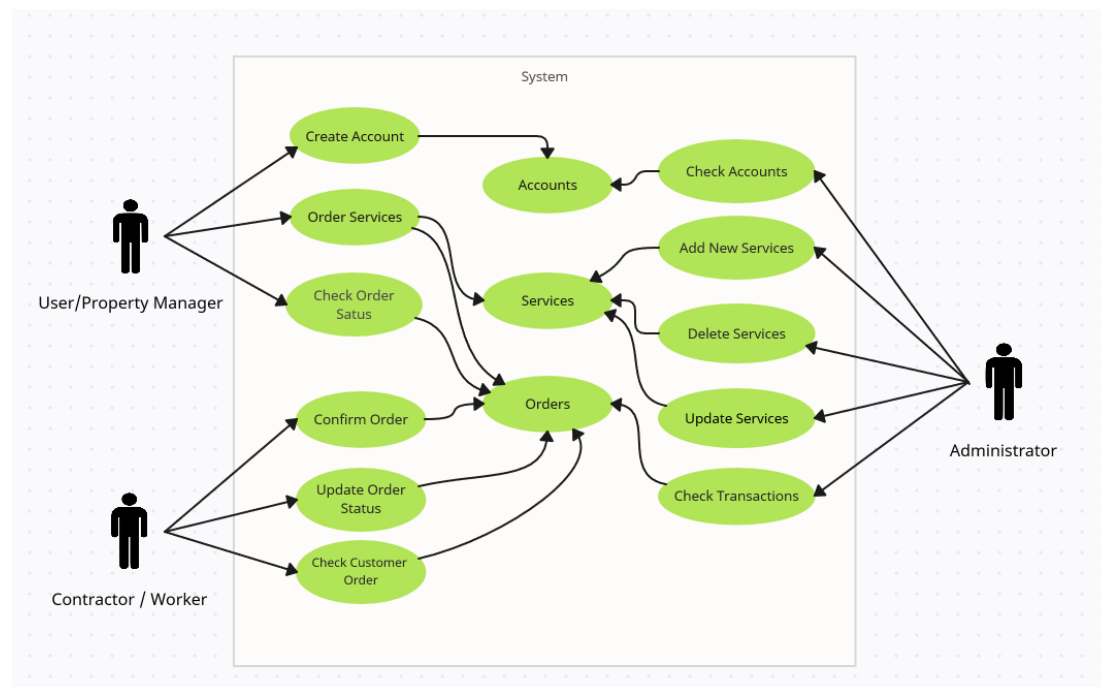 System
Create Account
Accounts
Check Accounts
Order Services
Add New Services
User/Property Manager
Check Order
Satus
Services
Delete Services
Orders
Confirm Order
Update Services
Administrator
Update Order
Status
Check Transactions
Check Customer
Order
Contractor / Worker